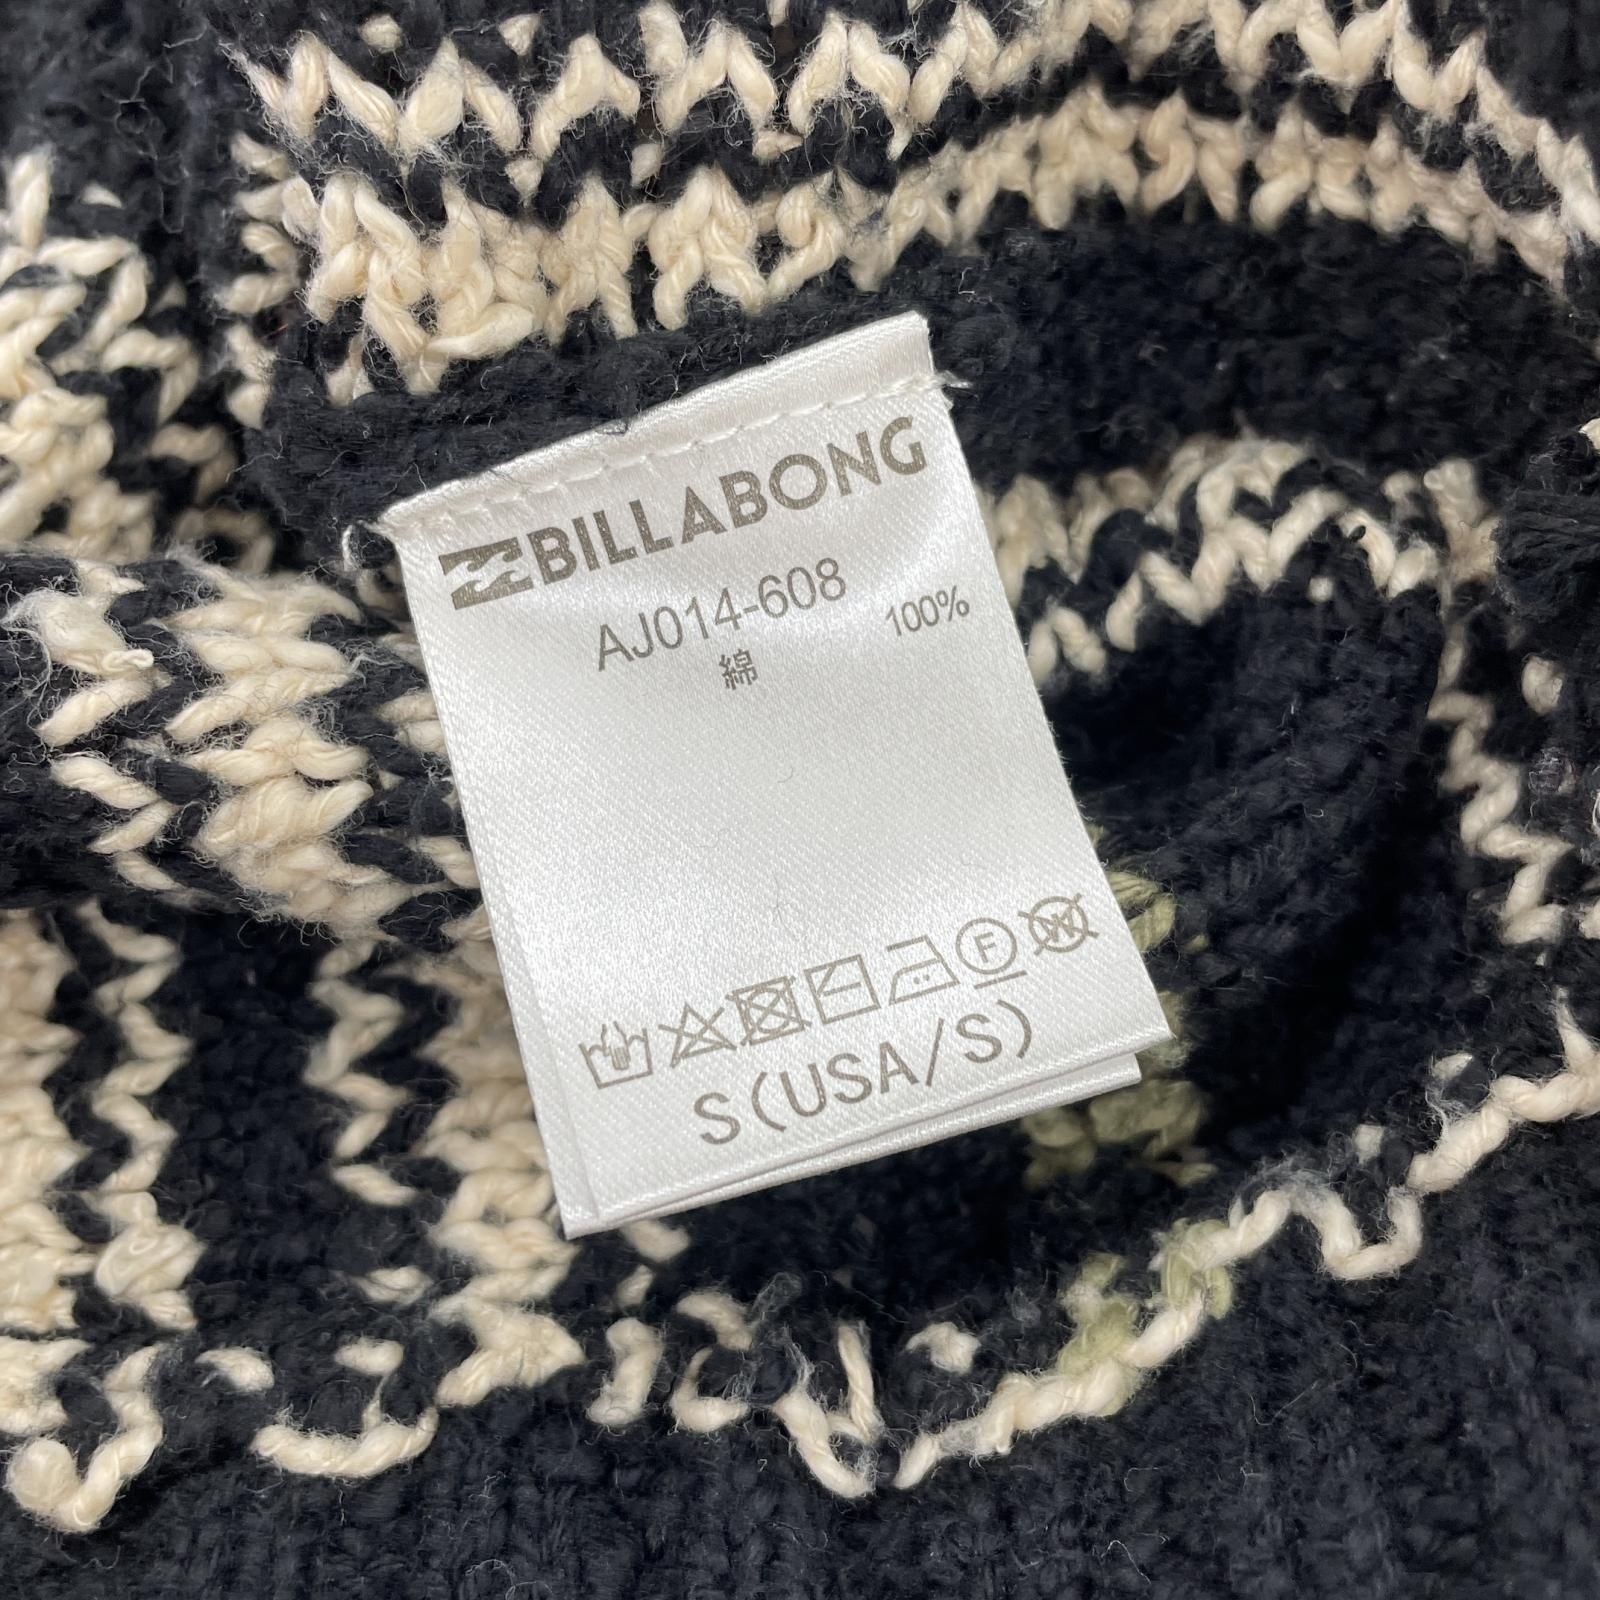 BILLABONG
AJ014-608
綿 100%
F W
S(USA/S)